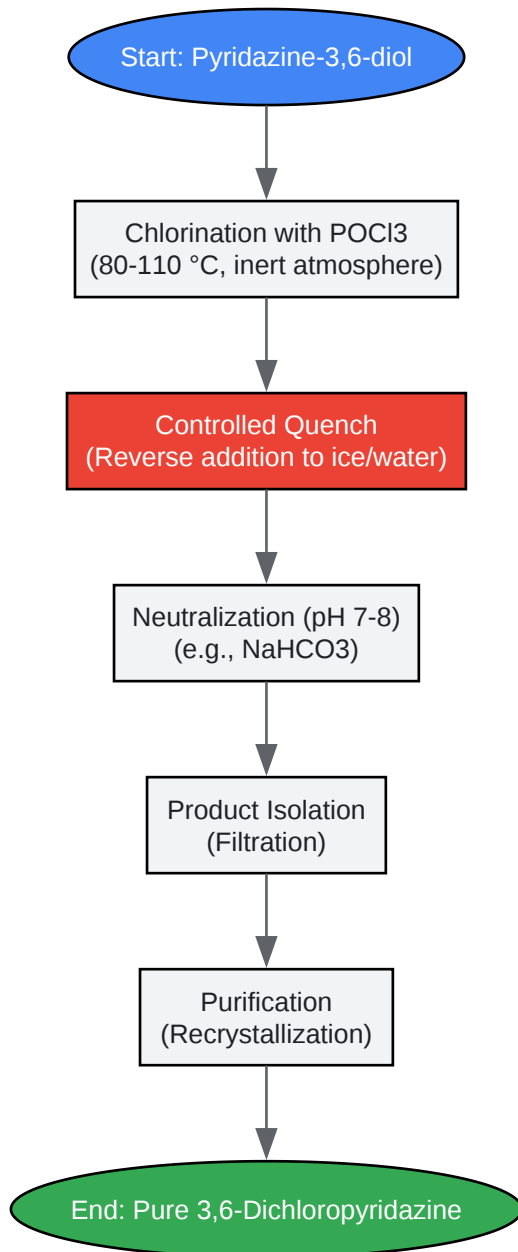 Start: Pyridazine-3,6-diol
Chlorination with POCl3
(80-110 °C, inert atmosphere)
Controlled Quench
(Reverse addition to ice/water)
Neutralization (pH 7-8)
(e.g., NaHCO3)
Product Isolation
(Filtration)
Purification
(Recrystallization)
End: Pure 3,6-Dichloropyridazine